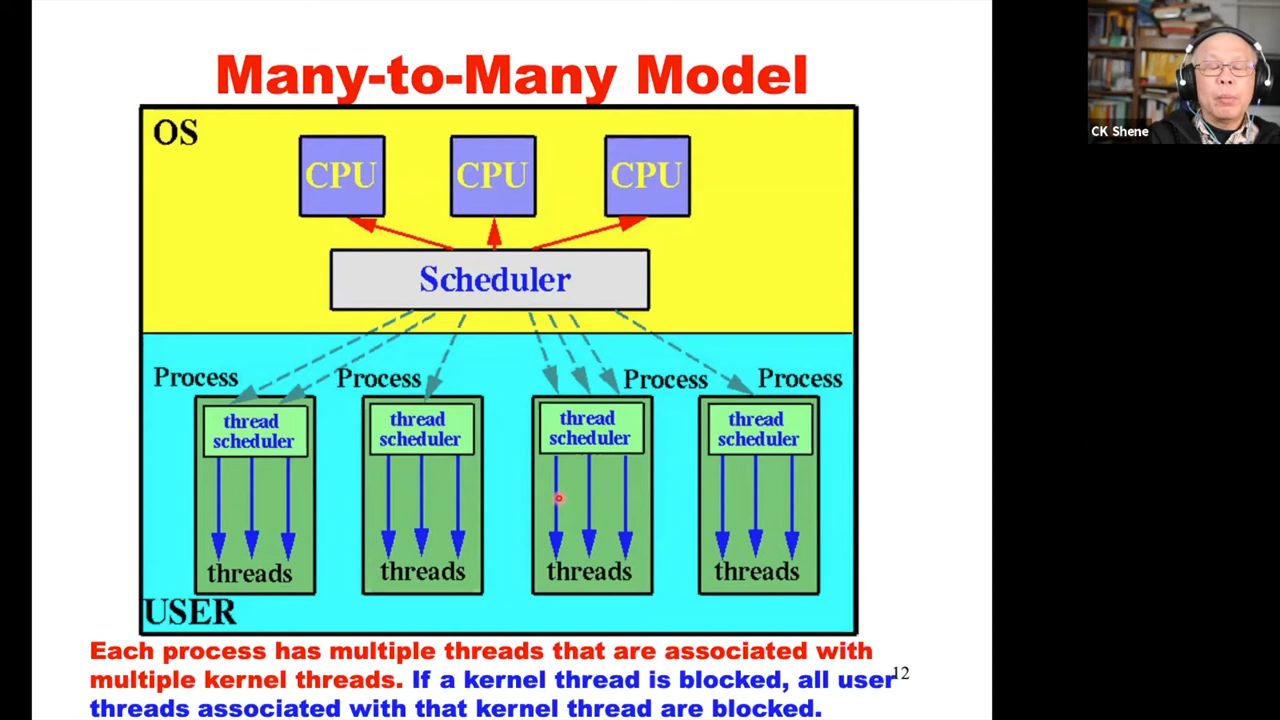 Many-to-Many Model
OS
CPU CPU CPU
Scheduler
Process Process Process Process
thread thread thread thread
scheduler scheduler scheduler scheduler
threads threads threads threads
USER
Each process has multiple threads that are associated with
multiple kernel threads. If a kernel thread is blocked, all user
threads associated with that kernel thread are blocked.
12
CK Shene